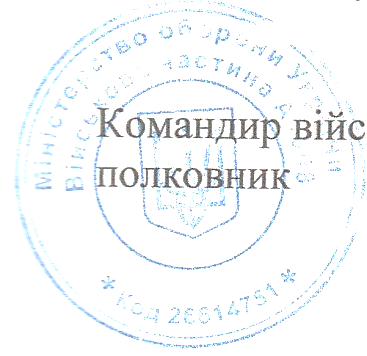 Міністерство оборони України
Військова частина
Командир війс
полковник
* Код 26614751 *